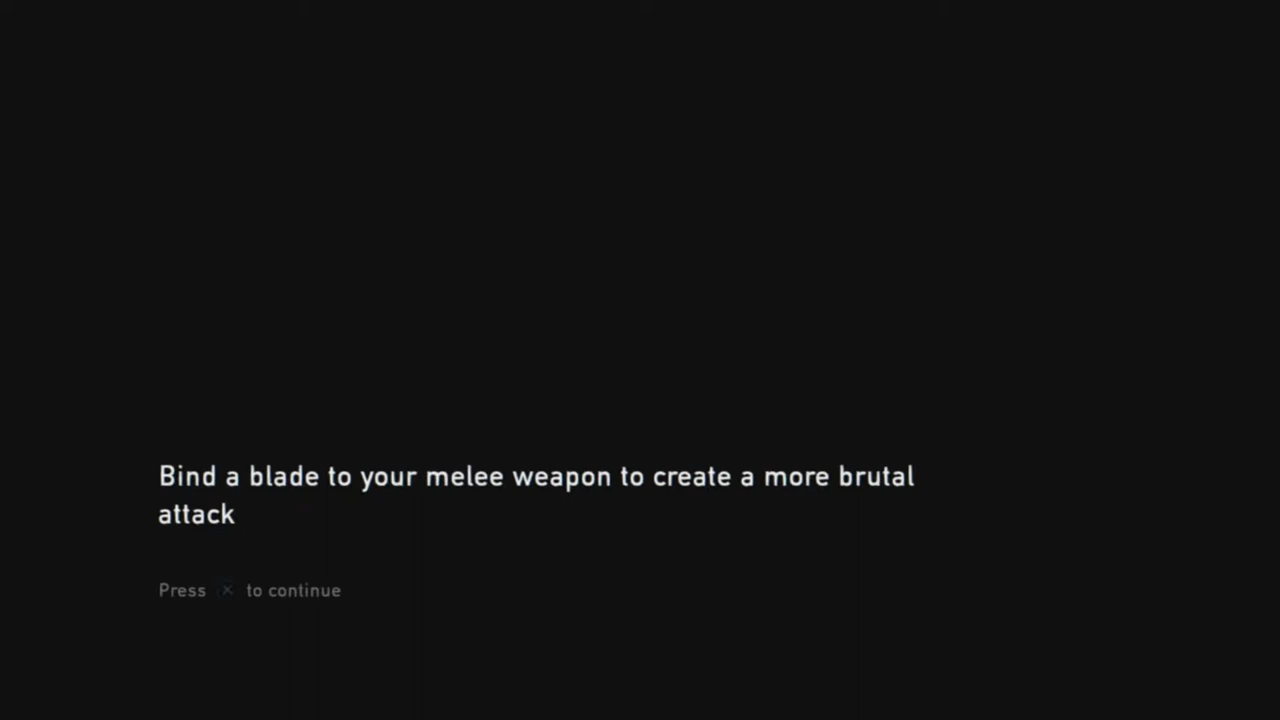 Bind a blade to your melee weapon to create a more brutal
attack
Press × to continue